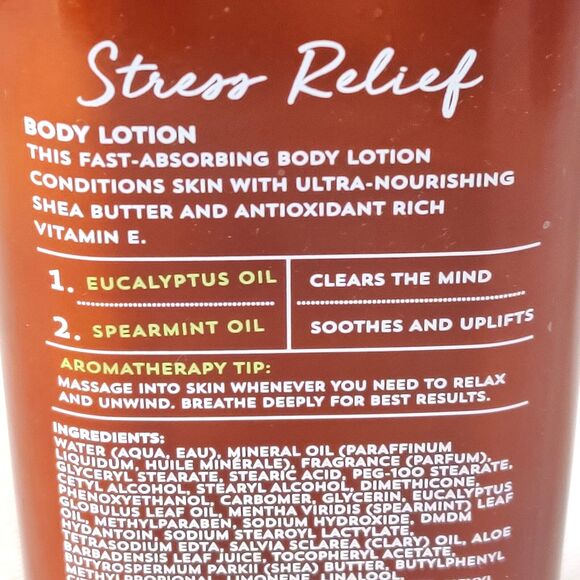 Stress Relief
BODY LOTION
THIS FAST-ABSORBING BODY LOTION
CONDITIONS SKIN WITH ULTRA-NOURISHING
SHEA BUTTER AND ANTIOXIDANT RICH
VITAMIN E.
1. EUCALYPTUS OIL CLEARS THE MIND
2. SPEARMINT OIL SOOTHES AND UPLIFTS
AROMATHERAPY TIP:
MASSAGE INTO SKIN WHENEVER YOU NEED TO RELAX
AND UNWIND. BREATHE DEEPLY FOR BEST RESULTS.
INGREDIENTS:
WATER (AQUA, EAU), MINERAL OIL (PARAFFINUM
LIQUIDUM, HUILE MINÉRALE), FRAGRANCE (PARFUM),
GLYCERYL STEARATE, STEARIC ACID, PEG-100 STEARATE,
CETYL ALCOHOL, STEARYL ALCOHOL, DIMETHICONE,
PHENOXYETHANOL, CARBOMER, GLYCERIN, EUCALYPTUS
GLOBULUS LEAF OIL, MENTHA VIRIDIS (SPEARMINT) LEAF
OIL, METHYLPARABEN, SODIUM HYDROXIDE, DMDM
HYDANTOIN, SODIUM STEAROYL LACTYLATE,
TETRASODIUM EDTA, SALVIA SCLAREA (CLARY) OIL, ALOE
BARBADENSIS LEAF JUICE, TOCOPHERYL ACETATE,
BUTYROSPERMUM PARKII (SHEA) BUTTER, BUTYLPHENYL
METHYLPROPIONAL, LIMONENE, LINALOOL